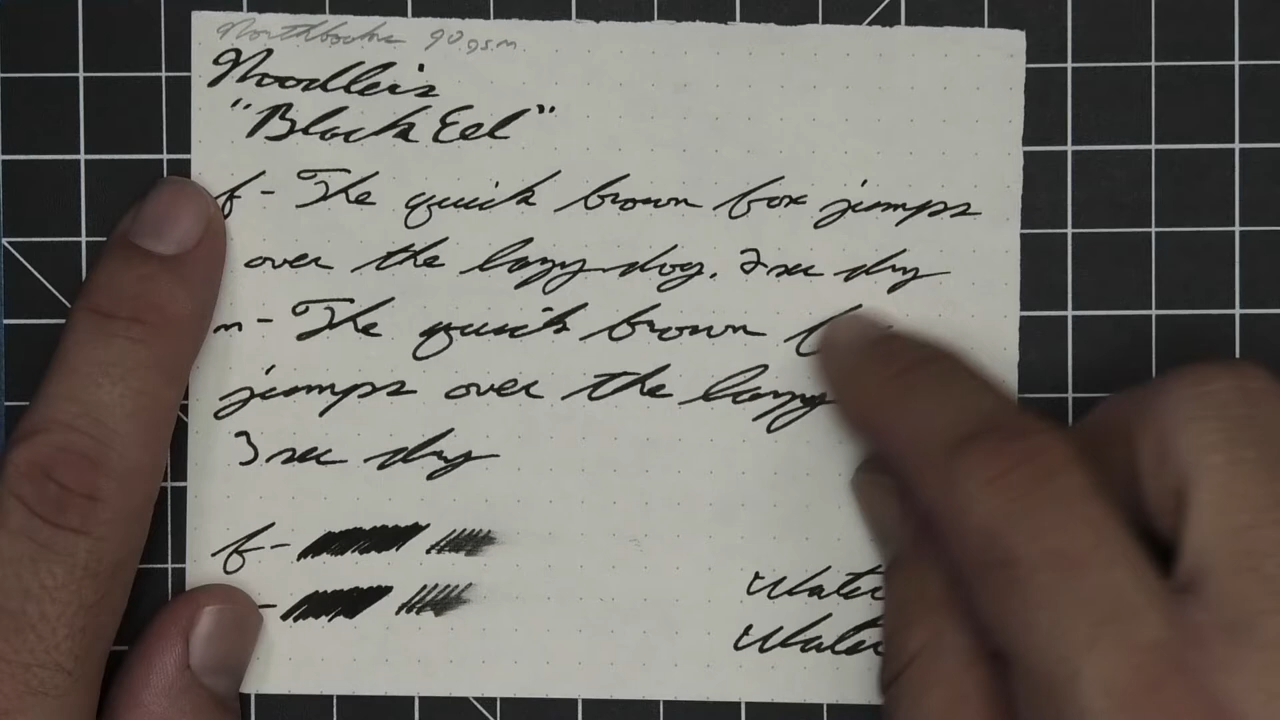 Northbooks 90gsm
Noodler's
"Black Eel"
f- The quick brown fox jumps
over the lazy dog. 2 sec dry
m- The quick brown
jumps over the lazy
3 sec dry
f-
-
Water
Water